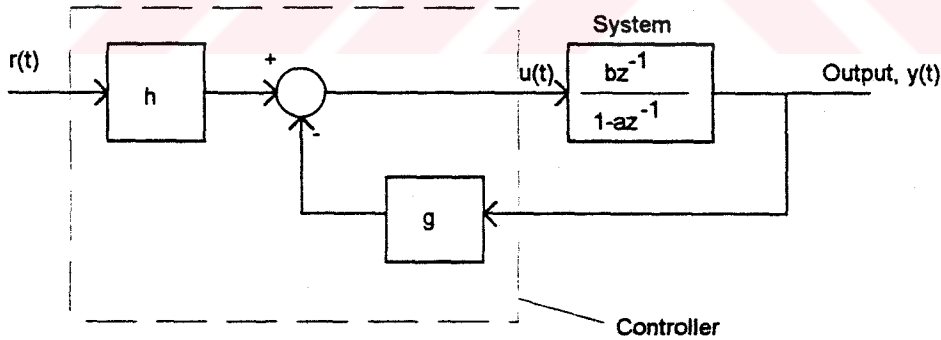 System
r(t)
h
+
-
u(t)
bz⁻¹
1-az⁻¹
Output, y(t)
g
Controller